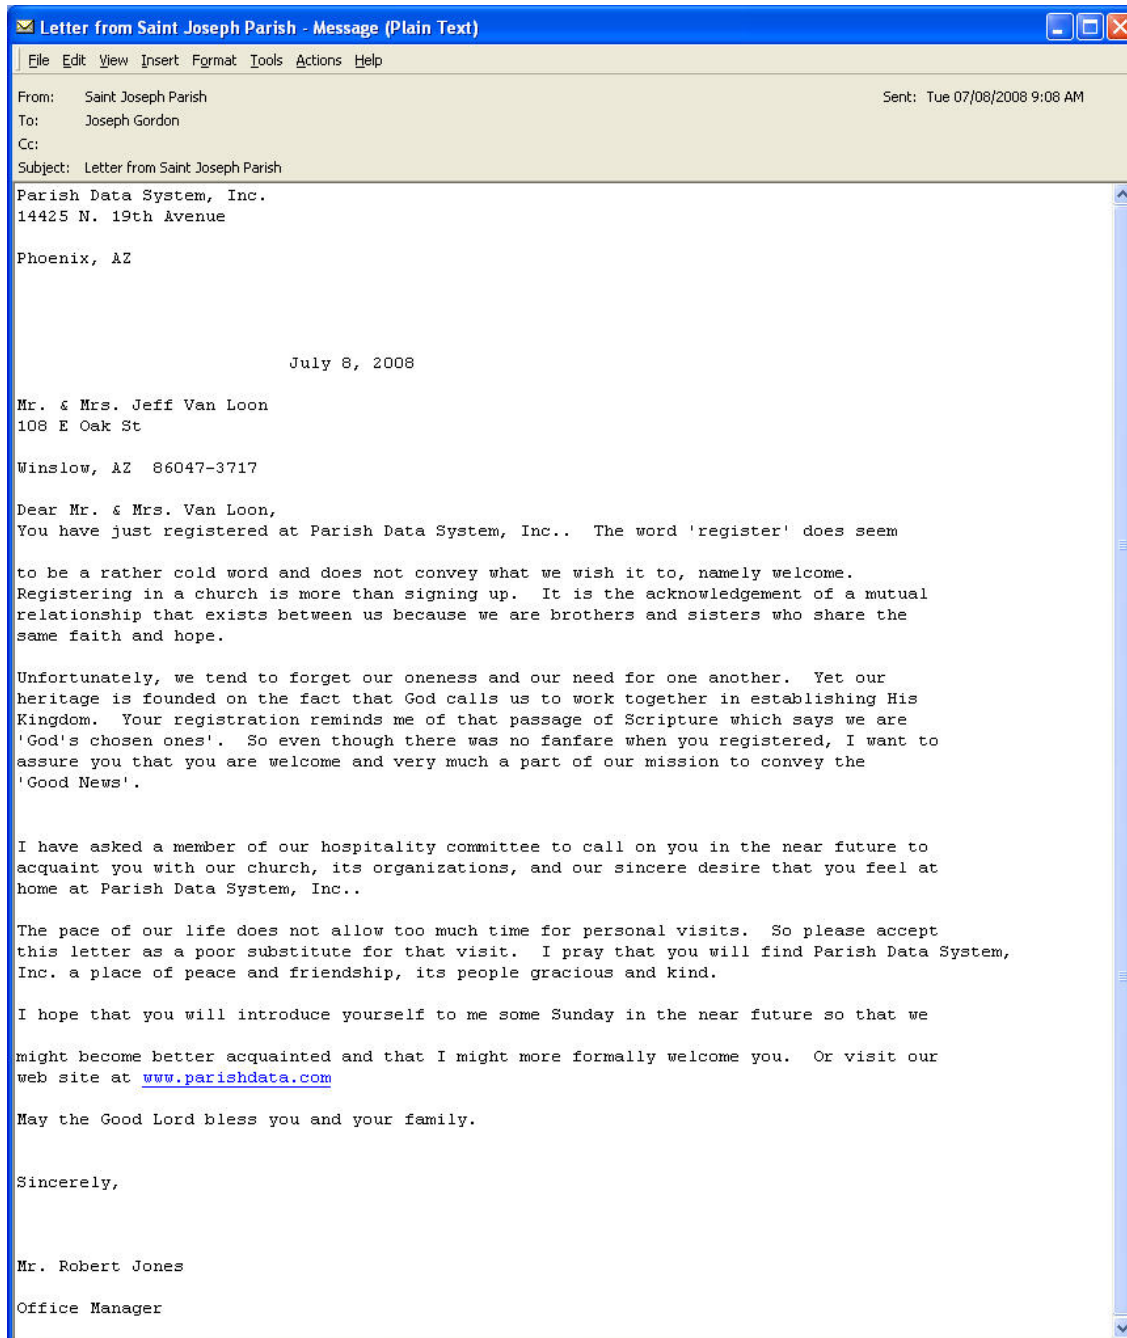 Letter from Saint Joseph Parish - Message (Plain Text)
File Edit View Insert Format Tools Actions Help
From: Saint Joseph Parish Sent: Tue 07/08/2008 9:08 AM
To: Joseph Gordon
Cc:
Subject: Letter from Saint Joseph Parish
Parish Data System, Inc.
14425 N. 19th Avenue
Phoenix, AZ
July 8, 2008
Mr. & Mrs. Jeff Van Loon
108 E Oak St
Winslow, AZ  86047-3717
Dear Mr. & Mrs. Van Loon,
You have just registered at Parish Data System, Inc..  The word 'register' does seem
to be a rather cold word and does not convey what we wish it to, namely welcome.
Registering in a church is more than signing up.  It is the acknowledgement of a mutual
relationship that exists between us because we are brothers and sisters who share the
same faith and hope.
Unfortunately, we tend to forget our oneness and our need for one another.  Yet our
heritage is founded on the fact that God calls us to work together in establishing His
Kingdom.  Your registration reminds me of that passage of Scripture which says we are
'God's chosen ones'.  So even though there was no fanfare when you registered, I want to
assure you that you are welcome and very much a part of our mission to convey the
'Good News'.
I have asked a member of our hospitality committee to call on you in the near future to
acquaint you with our church, its organizations, and our sincere desire that you feel at
home at Parish Data System, Inc..
The pace of our life does not allow too much time for personal visits.  So please accept
this letter as a poor substitute for that visit.  I pray that you will find Parish Data System,
Inc. a place of peace and friendship, its people gracious and kind.
I hope that you will introduce yourself to me some Sunday in the near future so that we
might become better acquainted and that I might more formally welcome you.  Or visit our
web site at www.parishdata.com
May the Good Lord bless you and your family.
Sincerely,
Mr. Robert Jones
Office Manager